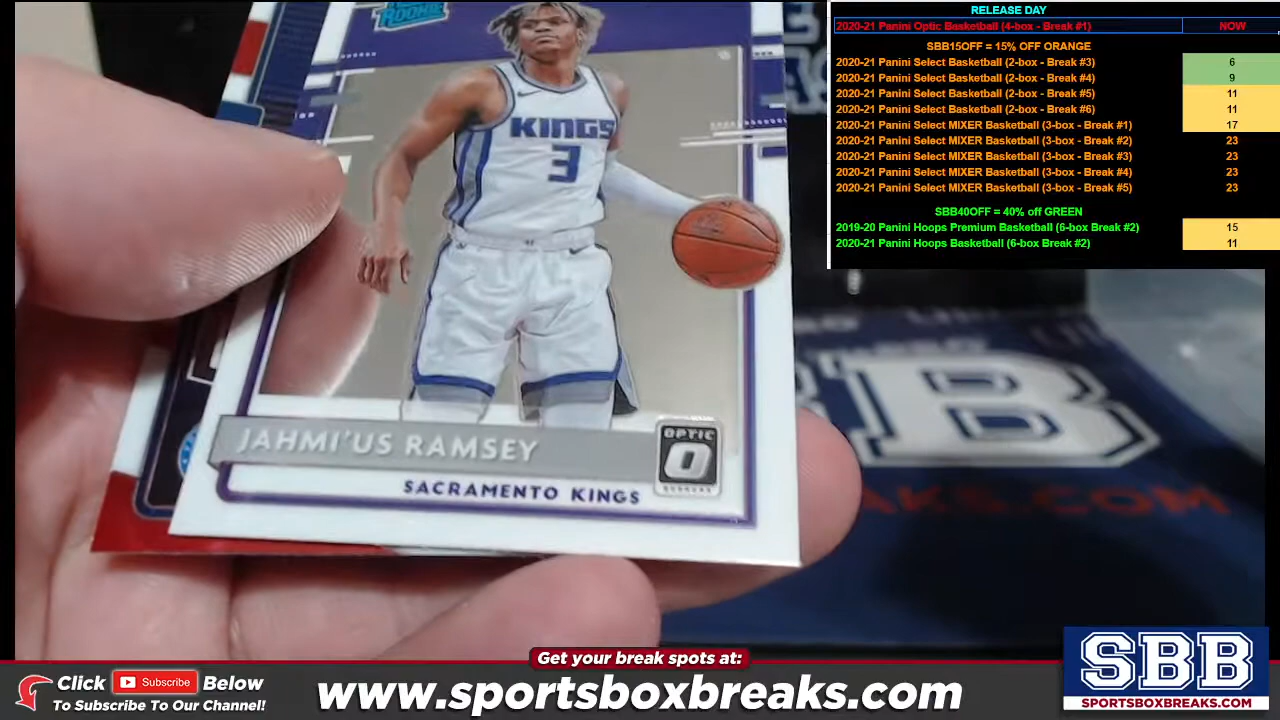 ROOKIE
KINGS
3
JAHMI'US RAMSEY
SACRAMENTO KINGS
OPTIC
DONRUSS
RELEASE DAY
2020-21 Panini Optic Basketball (4-box - Break #1) NOW
SBB15OFF = 15% OFF ORANGE
2020-21 Panini Select Basketball (2-box - Break #3) 6
2020-21 Panini Select Basketball (2-box - Break #4) 9
2020-21 Panini Select Basketball (2-box - Break #5) 11
2020-21 Panini Select Basketball (2-box - Break #6) 11
2020-21 Panini Select MIXER Basketball (3-box - Break #1) 17
2020-21 Panini Select MIXER Basketball (3-box - Break #2) 23
2020-21 Panini Select MIXER Basketball (3-box - Break #3) 23
2020-21 Panini Select MIXER Basketball (3-box - Break #4) 23
2020-21 Panini Select MIXER Basketball (3-box - Break #5) 23
SBB40OFF = 40% off GREEN
2019-20 Panini Hoops Premium Basketball (6-box Break #2) 15
2020-21 Panini Hoops Basketball (6-box Break #2) 11
B
AKS.COM
Get your break spots at:
Click Subscribe Below
To Subscribe To Our Channel!
www.sportsboxbreaks.com
SBB
SPORTSBOXBREAKS.COM